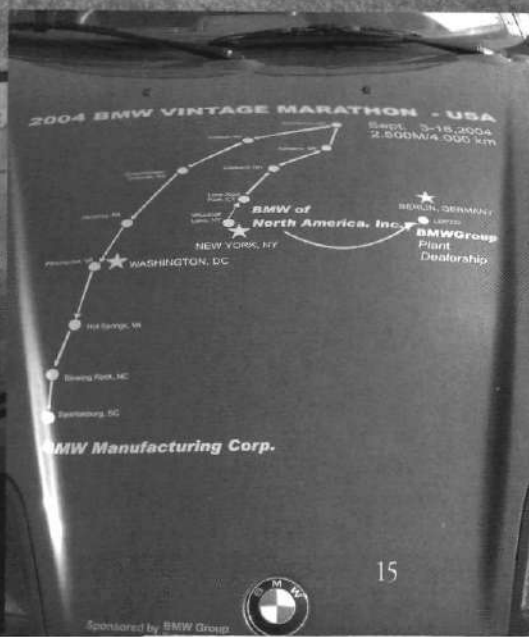 2004 BMW VINTAGE MARATHON - USA
Sept. 3-18,2004
2.500M/4.000 km
BMW of
North America, Inc.
NEW YORK, NY
BERLIN, GERMANY
LEIPZIG
BMWGroup
Plant
Dealership
WASHINGTON, DC
Hot Springs, VA
Blowing Rock, NC
Spartanburg, SC
BMW Manufacturing Corp.
15
BMW
Sponsored by BMW Group